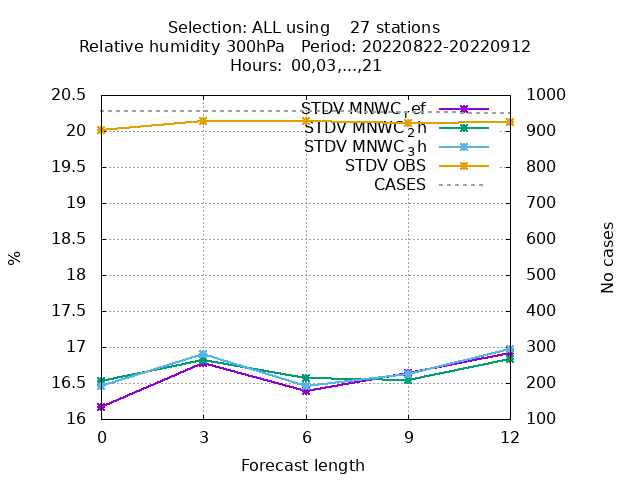 Selection: ALL using 27 stations
Relative humidity 300hPa Period: 20220822-20220912
Hours: 00,03,...,21
20.5 1000
STDV MNWC_ref
20 900
STDV MNWC_2h
STDV MNWC_3h
19.5 800
STDV OBS
CASES
19 700
18.5 600
%
No cases
18 500
17.5 400
17 300
16.5 200
16 100
0 3 6 9 12
Forecast length